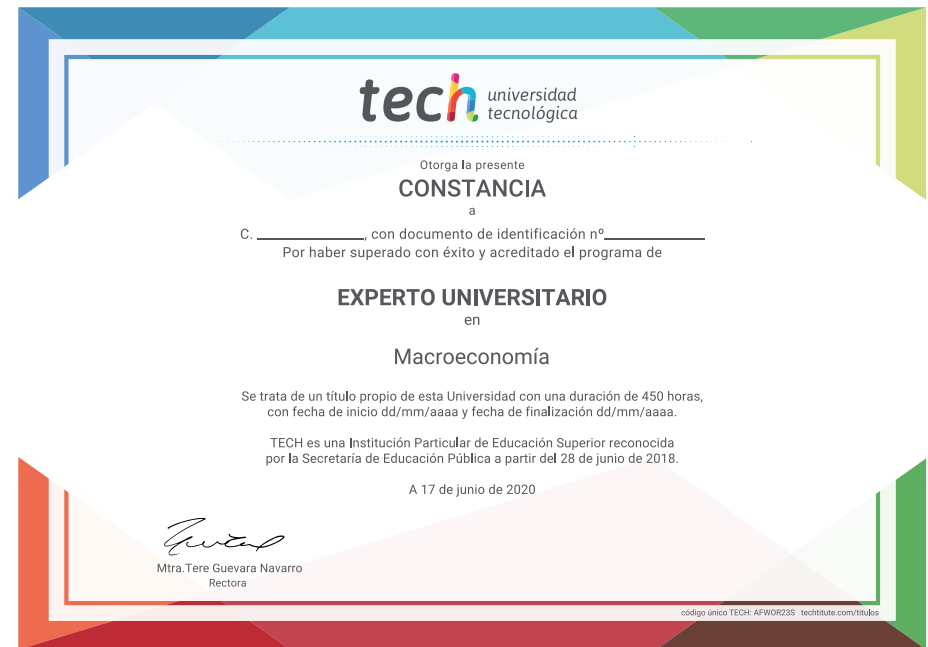 tech universidad
tecnológica
Otorga la presente
CONSTANCIA
a
C. ____________, con documento de identificación nº____________
Por haber superado con éxito y acreditado el programa de
EXPERTO UNIVERSITARIO
en
Macroeconomía
Se trata de un título propio de esta Universidad con una duración de 450 horas,
con fecha de inicio dd/mm/aaaa y fecha de finalización dd/mm/aaaa.
TECH es una Institución Particular de Educación Superior reconocida
por la Secretaría de Educación Pública a partir del 28 de junio de 2018.
A 17 de junio de 2020
Mtra.Tere Guevara Navarro
Rectora
código único TECH: AFWOR23S techtitute.com/titulos